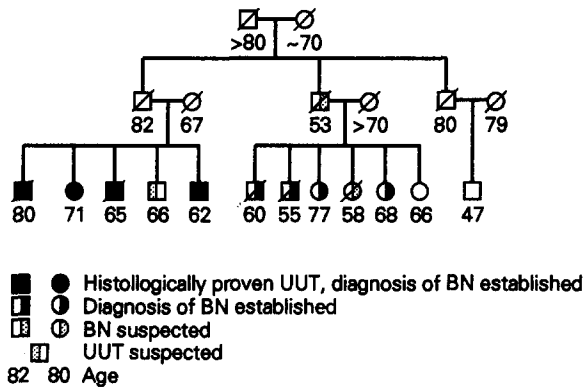 >80 ~70
82 67 53 >70 80 79
80 71 65 66 62 60 55 77 58 68 66 47
Histollogically proven UUT, diagnosis of BN established
Diagnosis of BN established
BN suspected
UUT suspected
82 80 Age